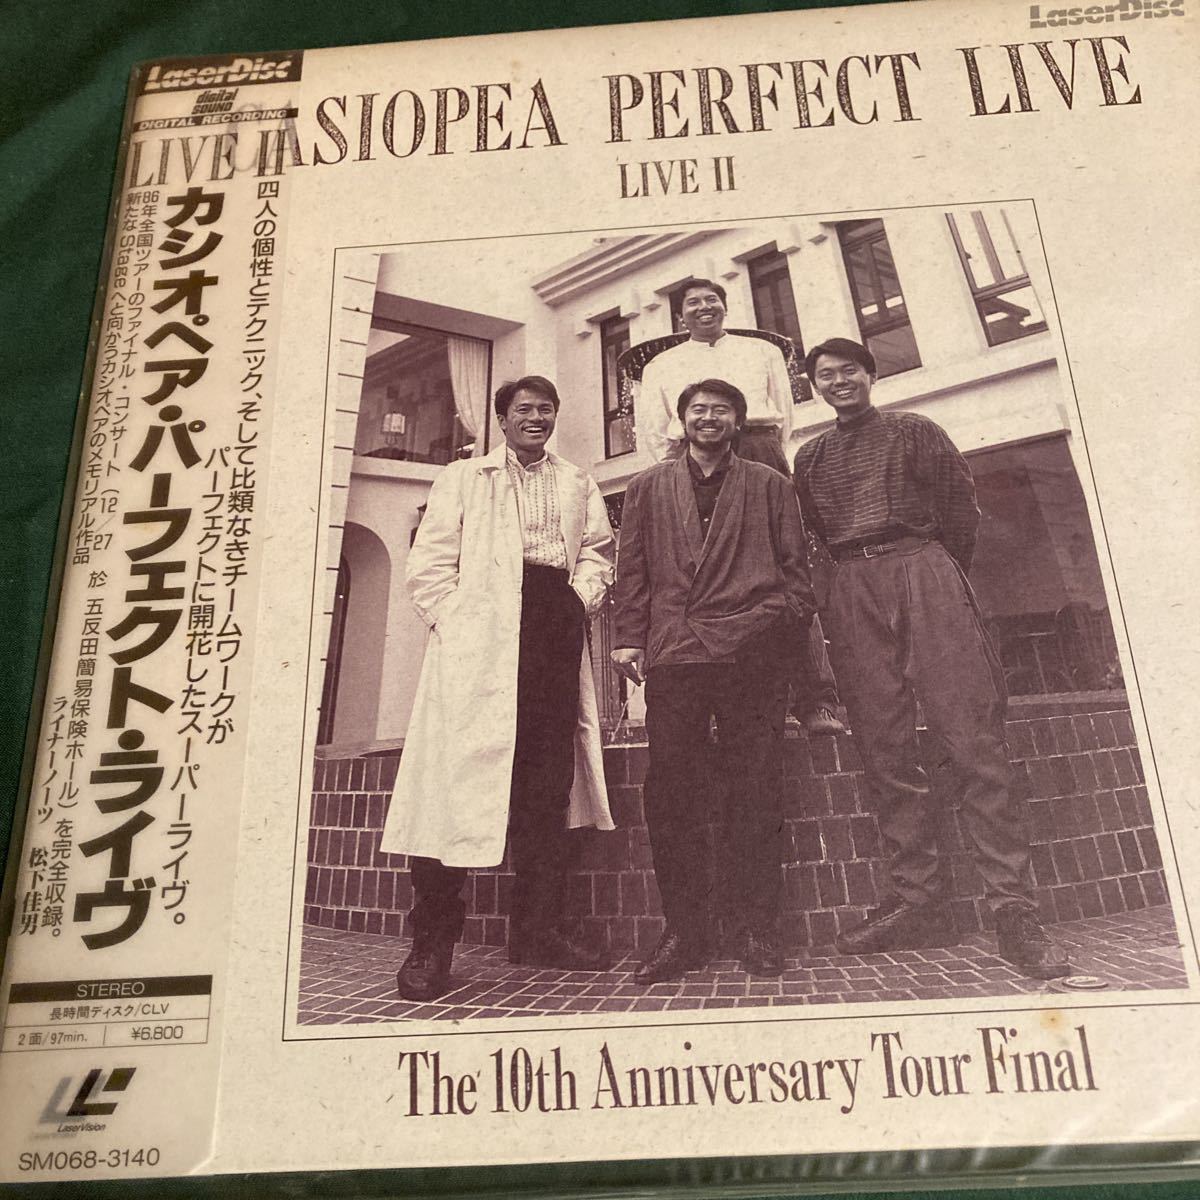 LaserDisc
LaserDisc
digital
SOUND
DIGITAL RECORDING
CASIOPEA PERFECT LIVE
LIVE II
LIVE II
四人の個性とテクニック、そして比類なきチームワークが
パーフェクトに開花したスーパーライヴ。
カシオペア・パーフェクト・ライヴ
86年全国ツアーのファイナル・コンサート(12/27 於 五反田簡易保険ホール)を完全収録。
新たなStageへと向かうカシオペアのメモリアル作品
ライナーノーツ 松下佳男
STEREO
長時間ディスク/CLV
2面/97min.
¥6,800
LaserVision
SM068-3140
The 10th Anniversary Tour Final